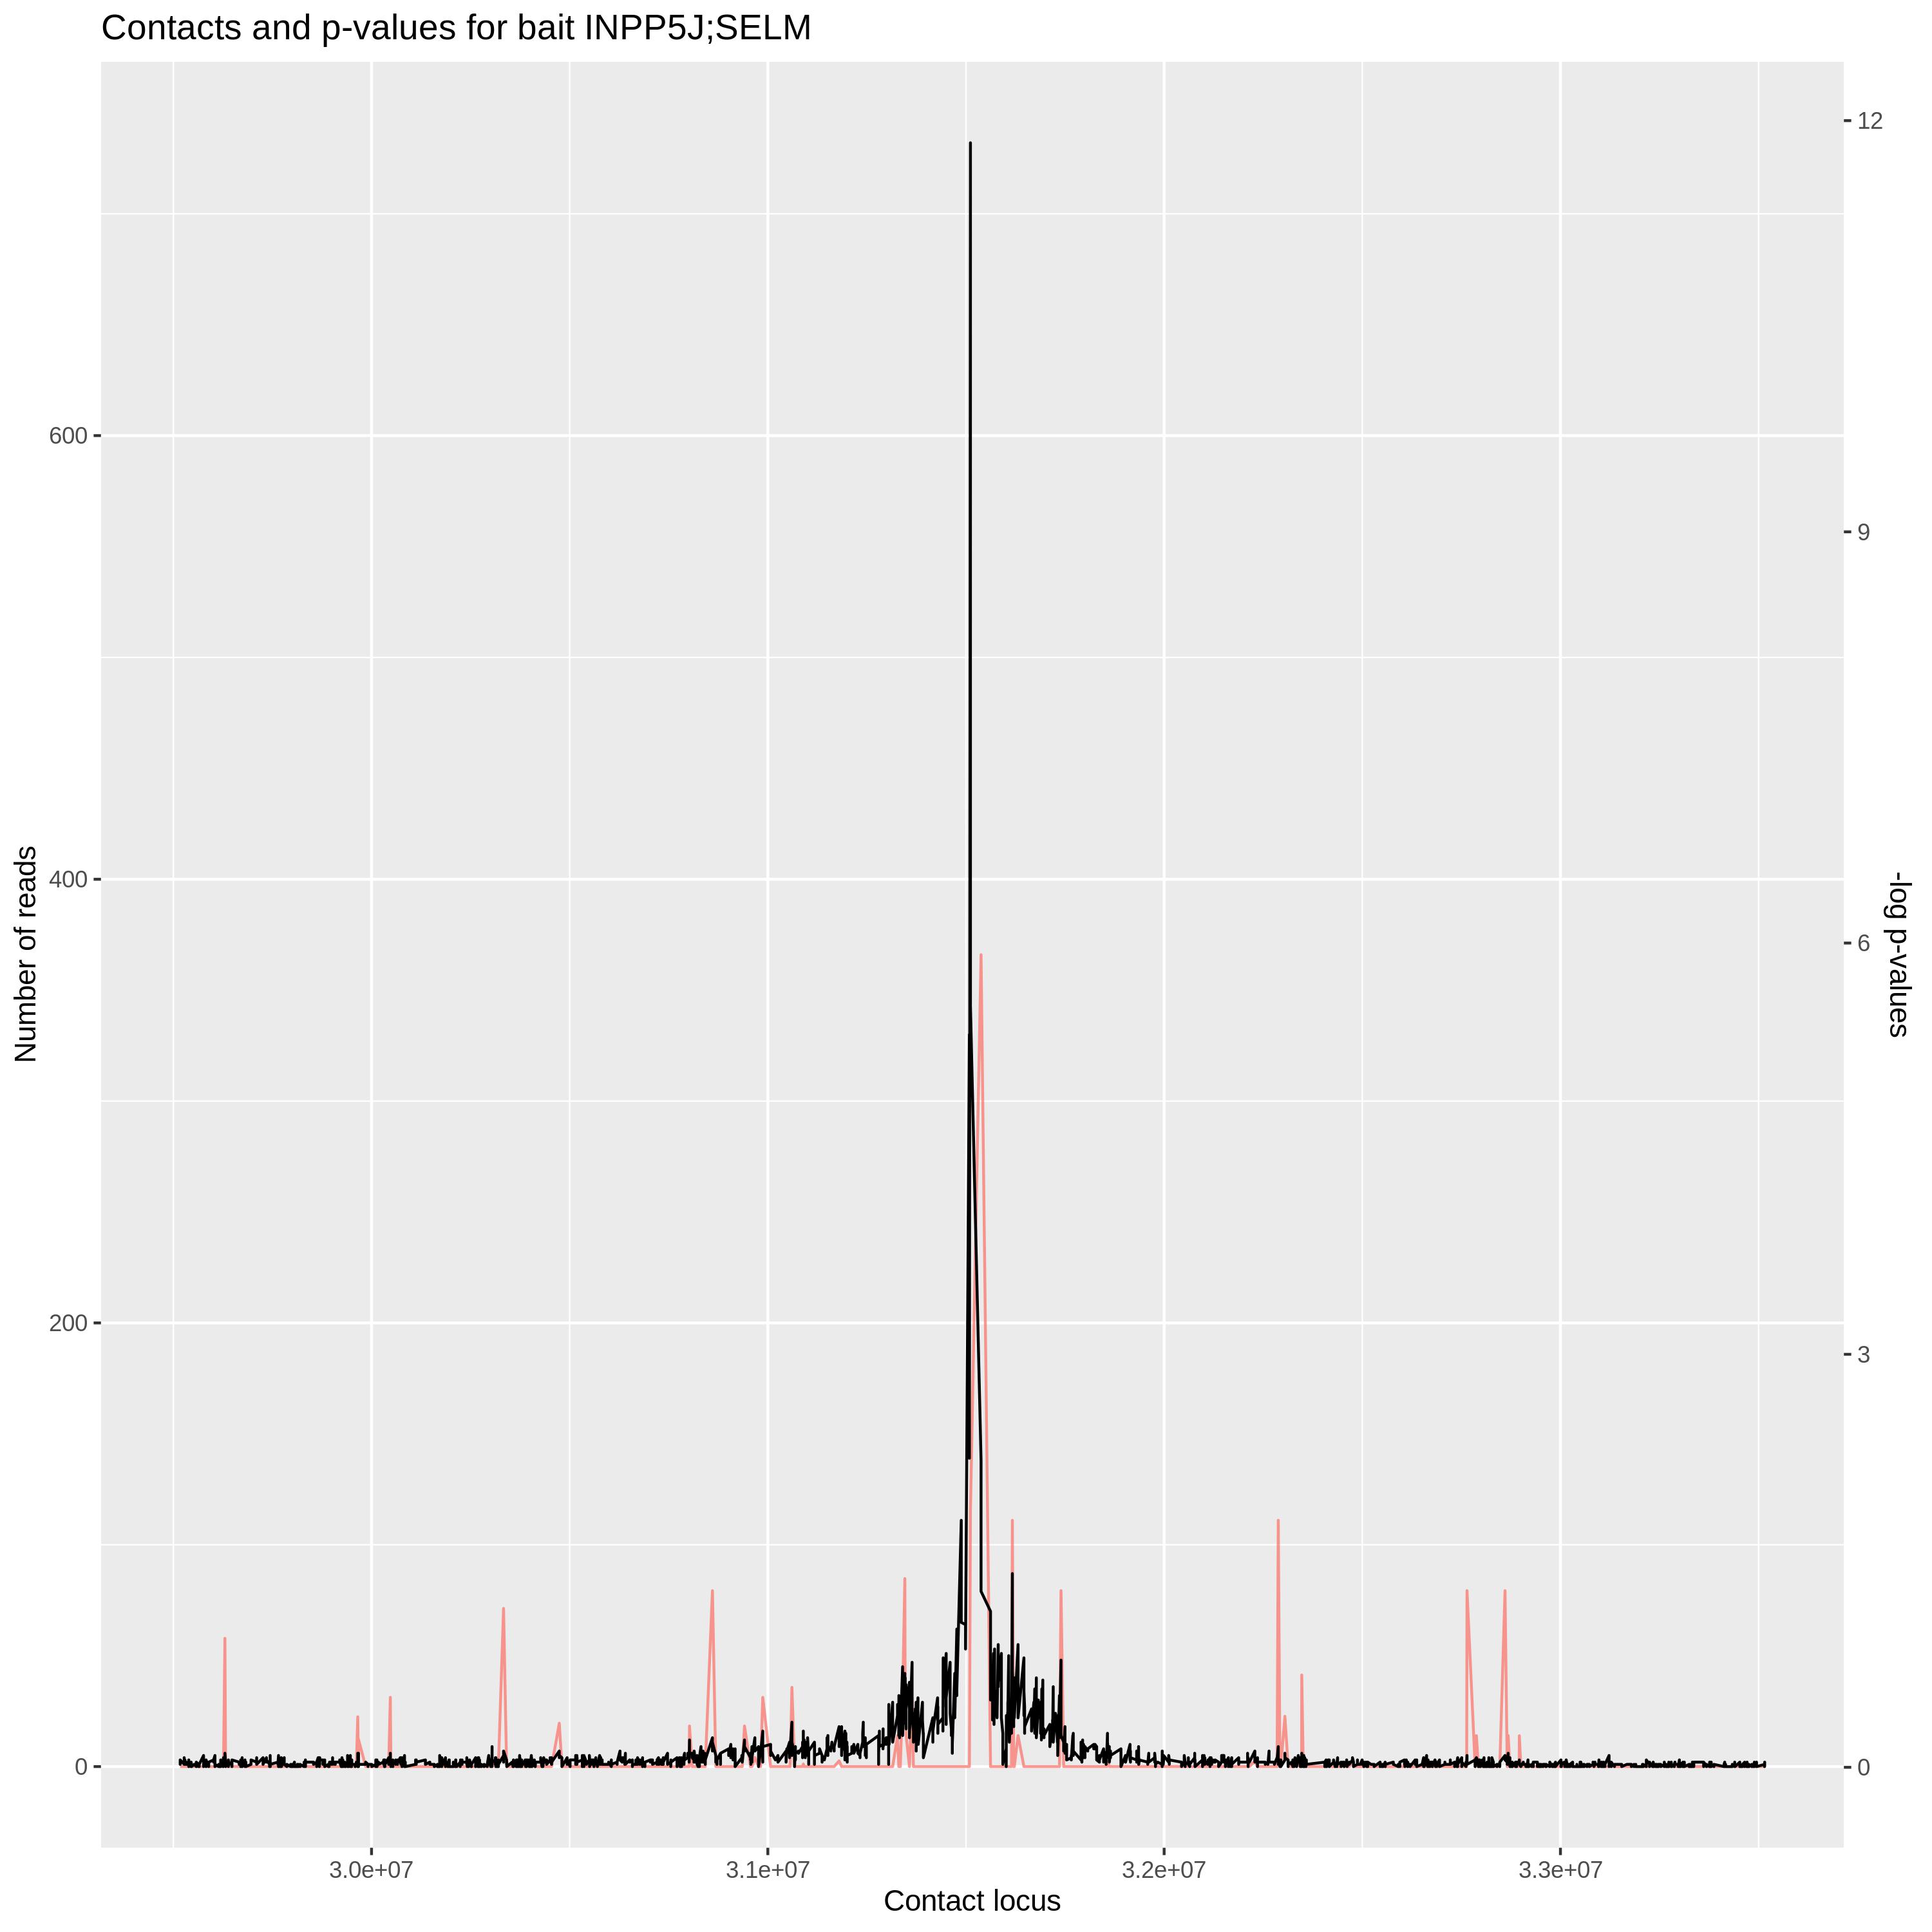 Contacts and p-values for bait INPP5J;SELM
Number of reads
600
400
200
0
12
9
6
3
0
-log p-values
3.0e+07
3.1e+07
3.2e+07
3.3e+07
Contact locus